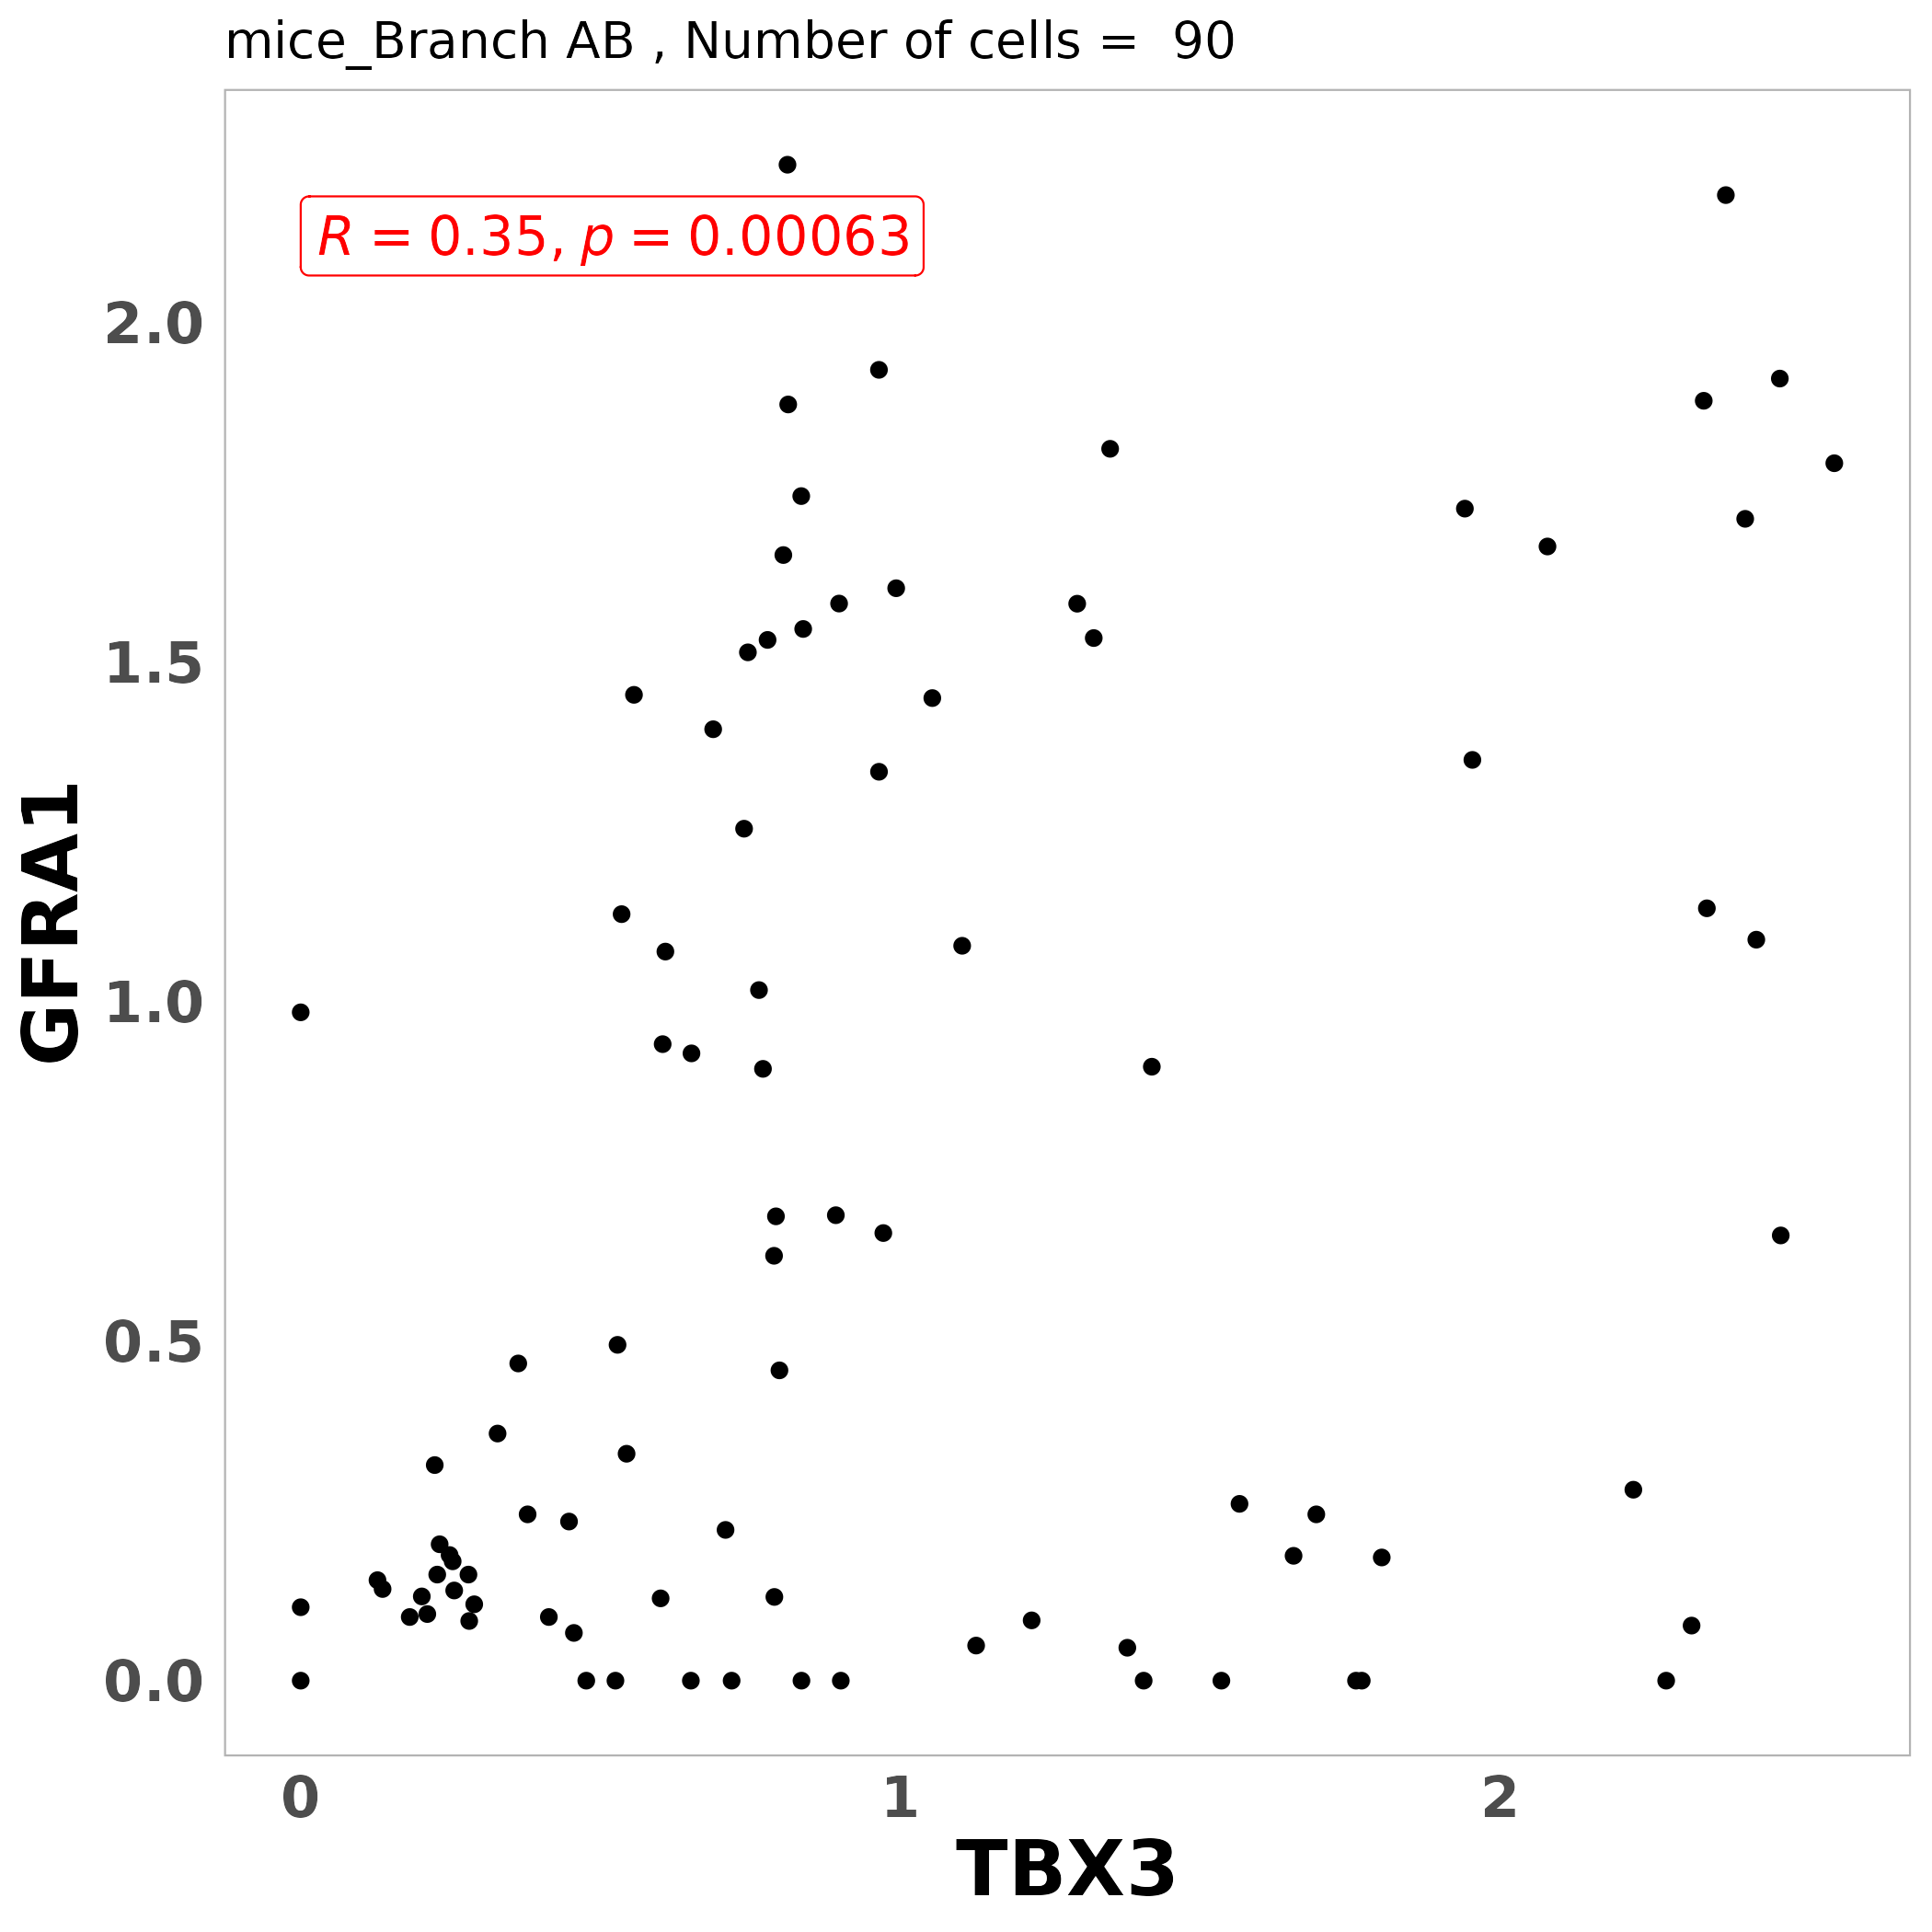 mice_Branch AB , Number of cells =  90
R = 0.35, p = 0.00063
2.0
1.5
1.0
0.5
0.0
GFRA1
0 1 2
TBX3